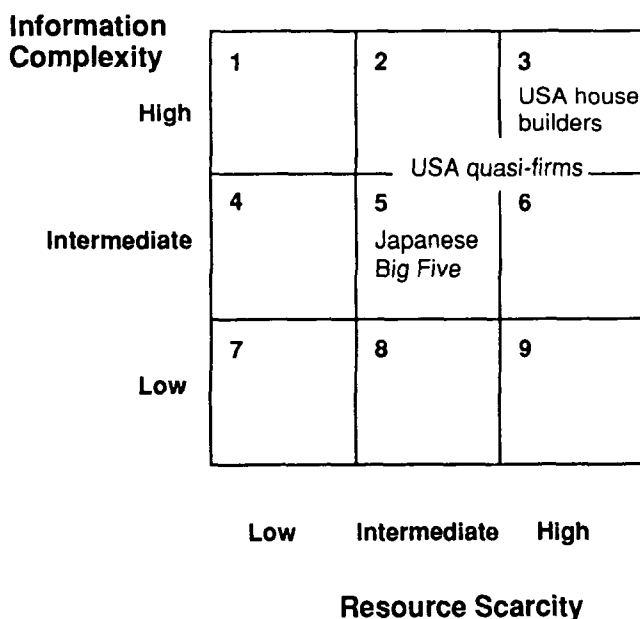 Information
Complexity
1
2
3
High
USA house
builders
USA quasi-firms
4
5
6
Intermediate
Japanese
Big Five
7
8
9
Low
Low
Intermediate
High
Resource Scarcity